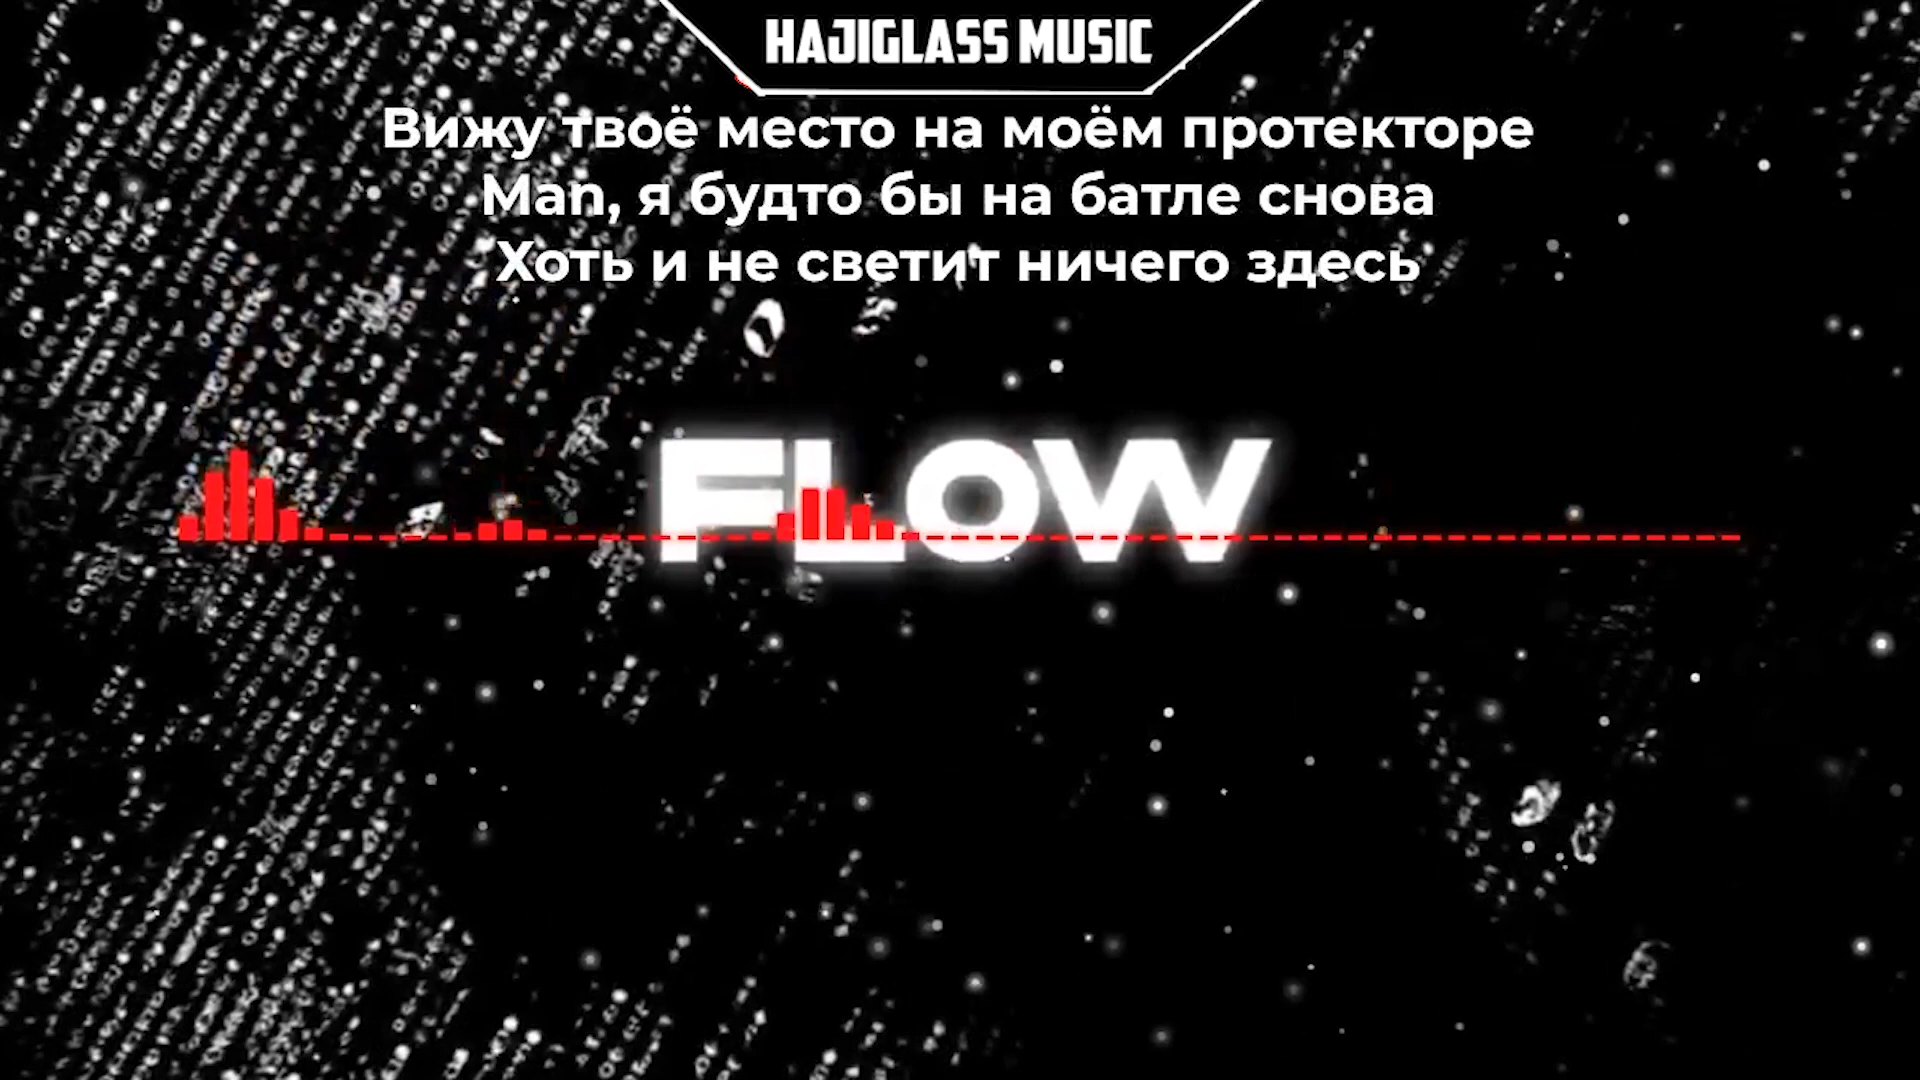 HAJIGLASS MUSIC
Вижу твоё место на моём протекторе
Man, я будто бы на батле снова
Хоть и не светит ничего здесь
FLOW